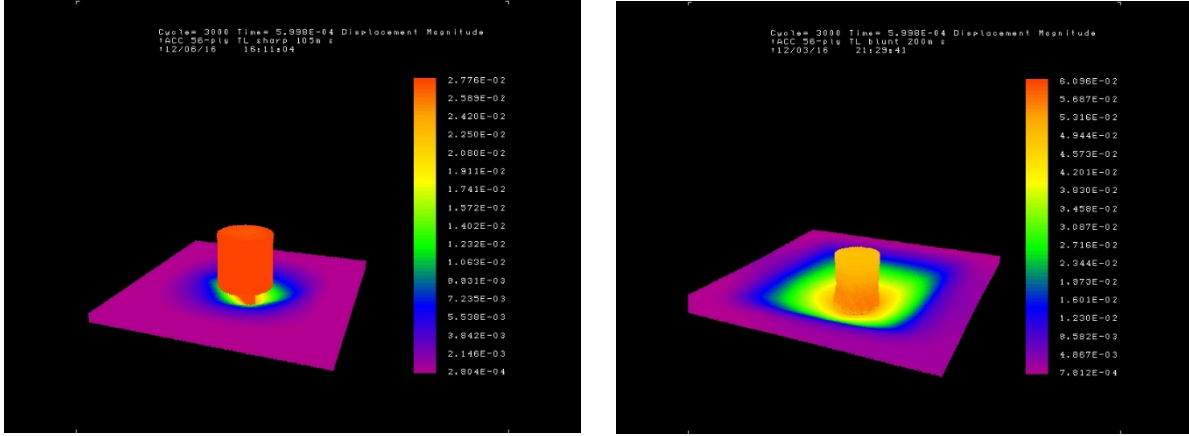 Cycle= 3000 Time= 5.998E-04 Displacement Magnitude
ACC 56-ply TL sharp 105m s
12/06/16 16:11:04
2.776E-02
2.589E-02
2.420E-02
2.250E-02
2.080E-02
1.911E-02
1.741E-02
1.572E-02
1.402E-02
1.232E-02
1.063E-02
8.931E-03
7.235E-03
5.538E-03
3.842E-03
2.146E-03
2.804E-04
Cycle= 3000 Time= 5.998E-04 Displacement Magnitude
ACC 56-ply TL blunt 200m s
12/03/16 21:29:41
6.096E-02
5.687E-02
5.316E-02
4.944E-02
4.573E-02
4.201E-02
3.830E-02
3.458E-02
3.087E-02
2.716E-02
2.344E-02
1.973E-02
1.601E-02
1.230E-02
8.582E-03
4.867E-03
7.812E-04